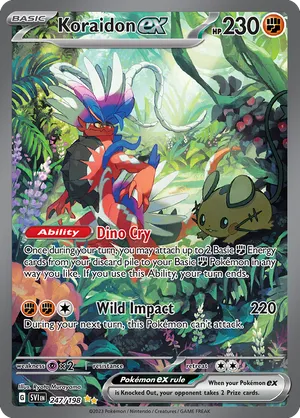 BASIC
Koraidon ex HP 230
Ability Dino Cry
Once during your turn, you may attach up to 2 Basic Energy
cards from your discard pile to your Basic Pokémon in
any way you like. If you use this Ability, your turn ends.
Wild Impact 220
During your next turn, this Pokémon can't attack.
weakness ×2 resistance retreat
Illus. Kyota Murayama
G SVI EN 247/198
Pokémon ex rule When your Pokémon ex
is Knocked Out, your opponent takes 2 Prize cards.
©2023 Pokémon / Nintendo / Creatures / GAME FREAK